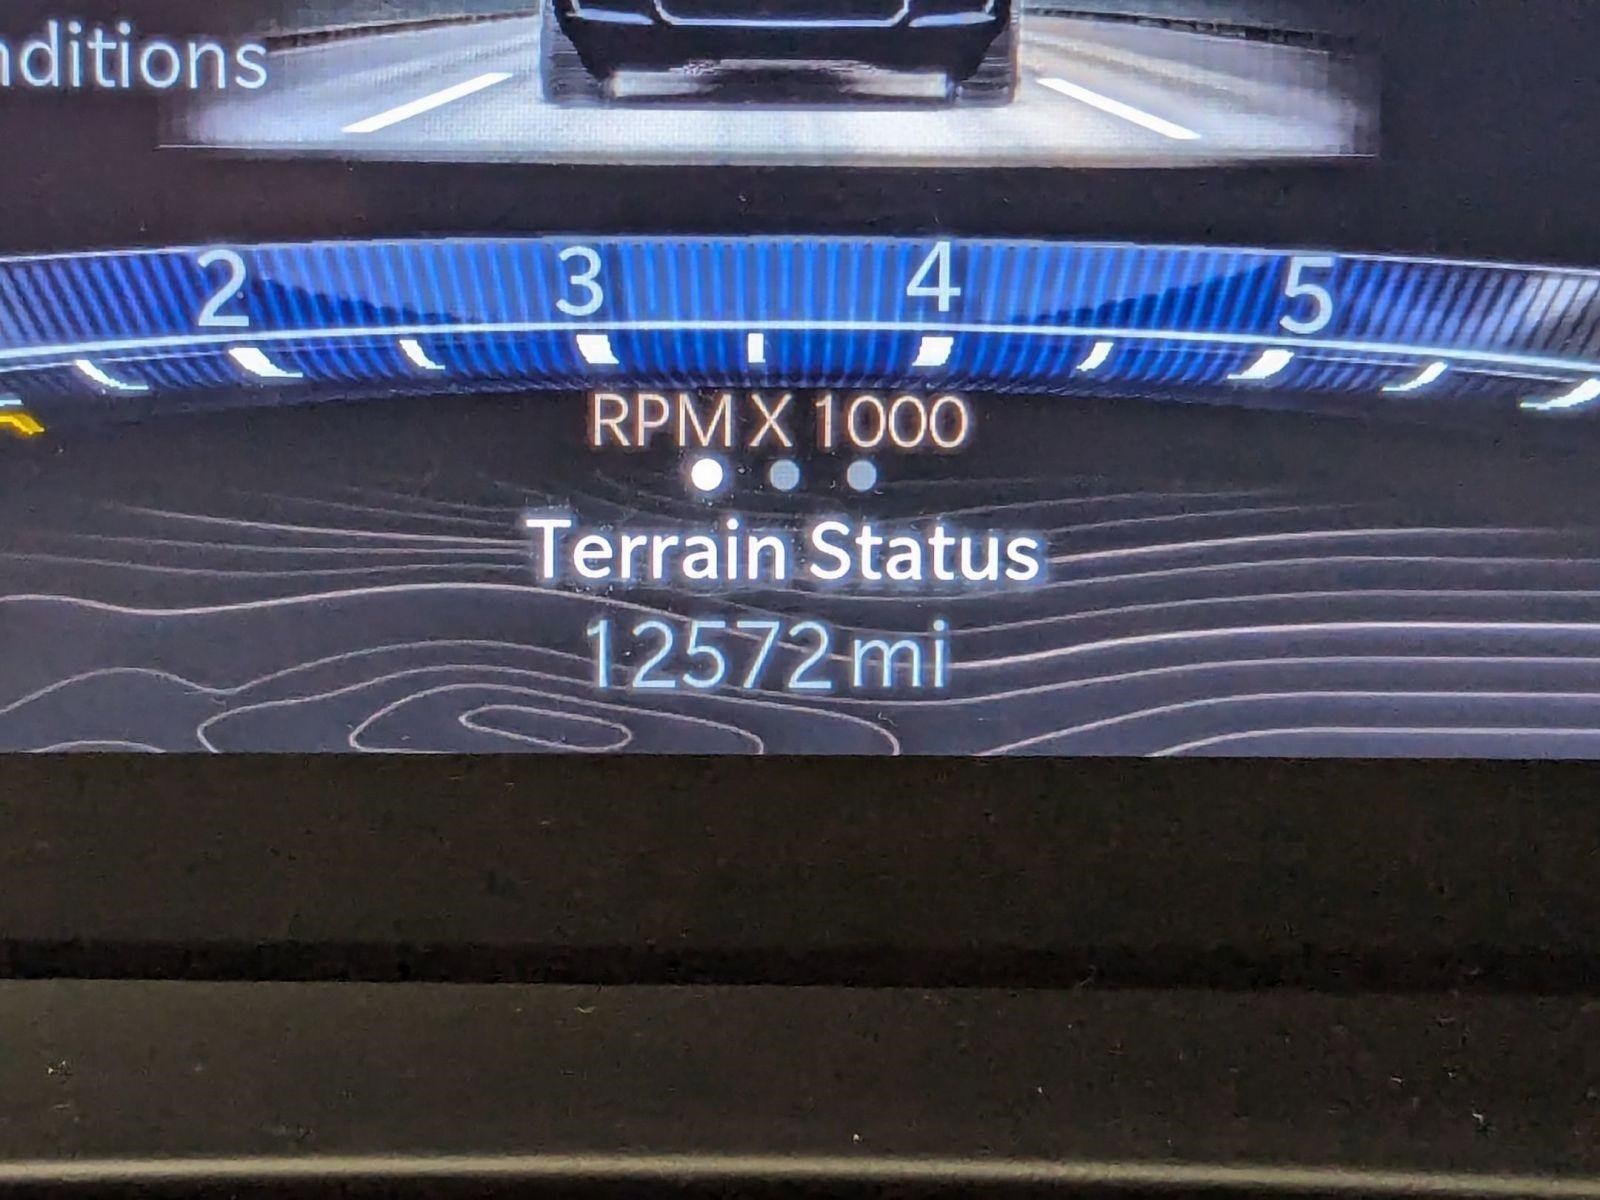 nditions
2 3 4 5
RPM X 1000
Terrain Status
12572 mi